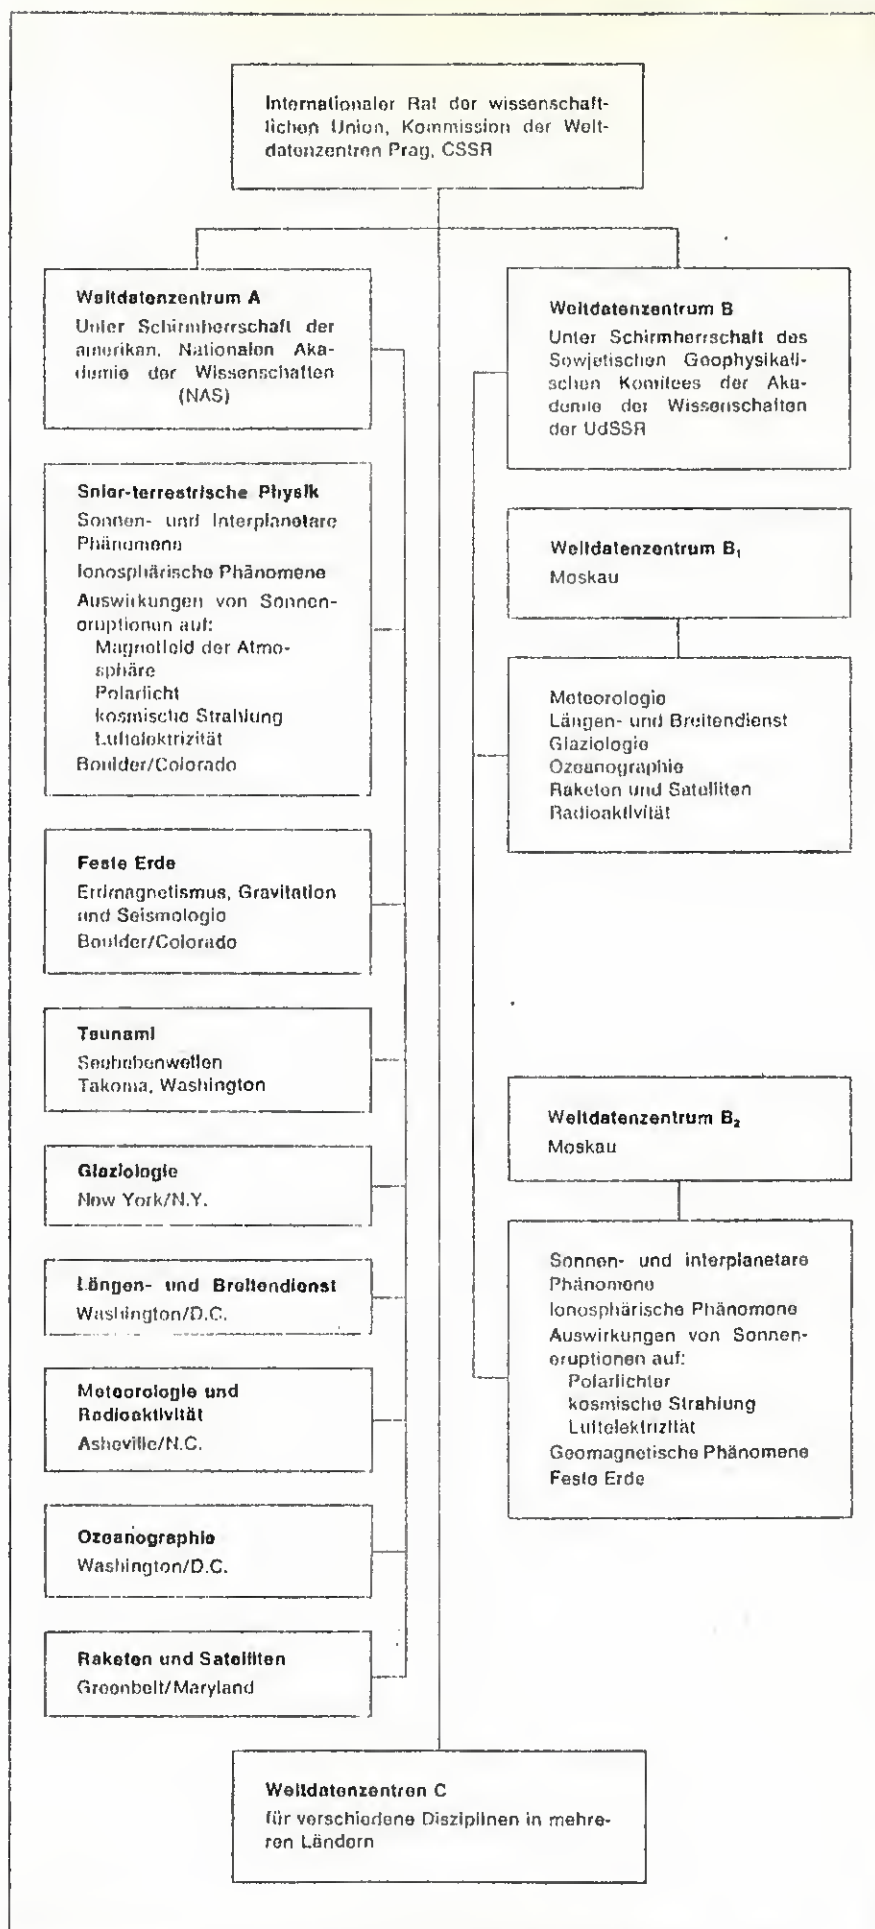 Internationaler Rat der wissenschaft-
lichen Union, Kommission der Welt-
datenzentren Prag, CSSR
Weltdatenzentrum A
Unter Schirmherrschaft der
amerikan. Nationalen Aka-
demie der Wissenschaften
(NAS)
Solar-terrestrische Physik
Sonnen- und Interplanetare
Phänomene
Ionosphärische Phänomene
Auswirkungen von Sonnen-
eruptionen auf:
Magnetfeld der Atmo-
sphäre
Polarlicht
kosmische Strahlung
Luftelektrizität
Boulder/Colorado
Feste Erde
Erdmagnetismus, Gravitation
und Seismologie
Boulder/Colorado
Tsunami
Seebebenwellen
Takoma, Washington
Glaziologie
New York/N.Y.
Längen- und Breitendienst
Washington/D.C.
Meteorologie und
Radioaktivität
Asheville/N.C.
Ozeanographie
Washington/D.C.
Raketen und Satelliten
Greenbelt/Maryland
Weltdatenzentrum B
Unter Schirmherrschaft des
Sowjetischen Geophysikali-
schen Komitees der Aka-
demie der Wissenschaften
der UdSSR
Weltdatenzentrum B₁
Moskau
Meteorologie
Längen- und Breitendienst
Glaziologie
Ozeanographie
Raketen und Satelliten
Radioaktivität
Weltdatenzentrum B₂
Moskau
Sonnen- und interplanetare
Phänomene
Ionosphärische Phänomene
Auswirkungen von Sonnen-
eruptionen auf:
Polarlichter
kosmische Strahlung
Luftelektrizität
Geomagnetische Phänomene
Feste Erde
Weltdatenzentren C
für verschiedene Disziplinen in mehre-
ren Ländern